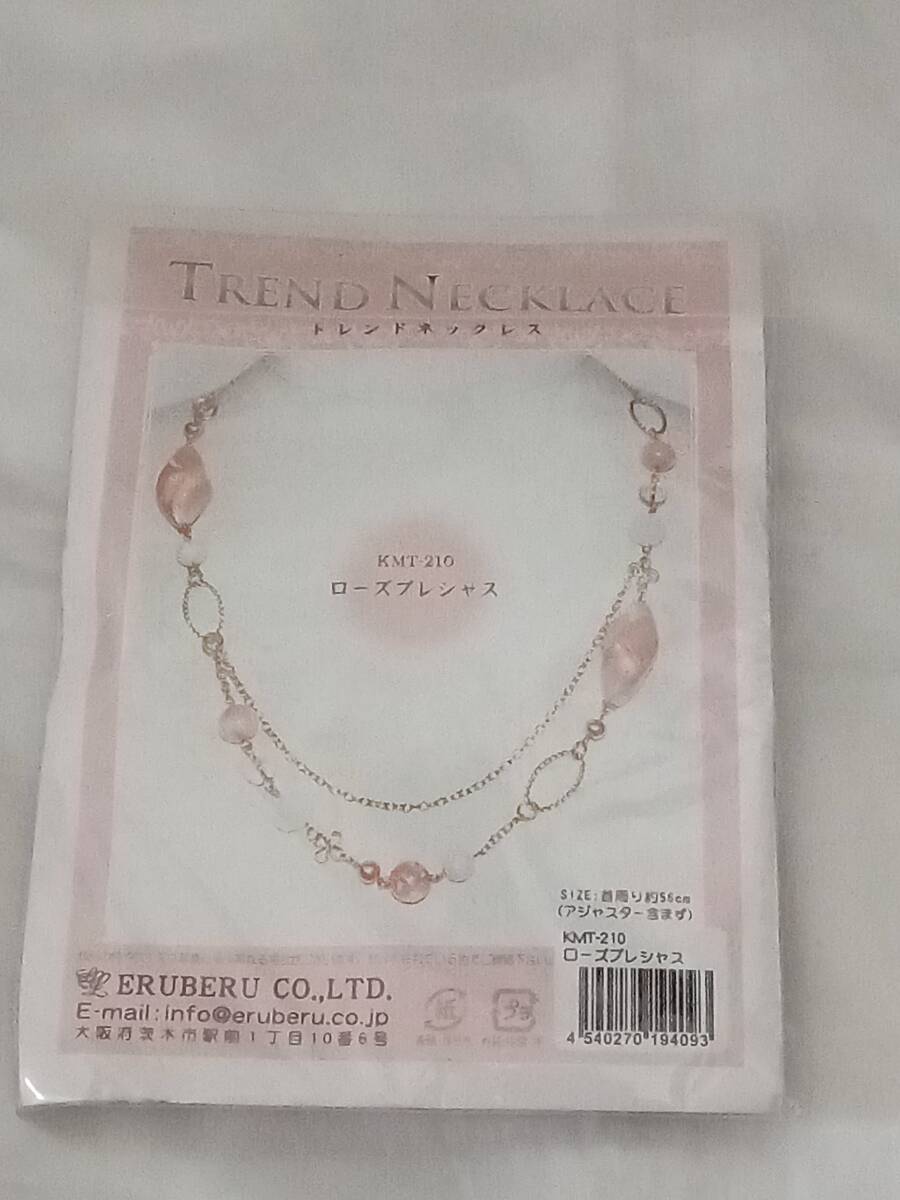 TREND NECKLACE
トレンドネックレス
KMT-210
ローズプレシャス
SIZE:首周り約56cm
(アジャスター含まず)
KMT-210
ローズプレシャス
ERUBERU CO.,LTD.
E-mail:info@eruberu.co.jp
大阪府茨木市駅前1丁目10番6号
紙
プラ
4 540270 194093